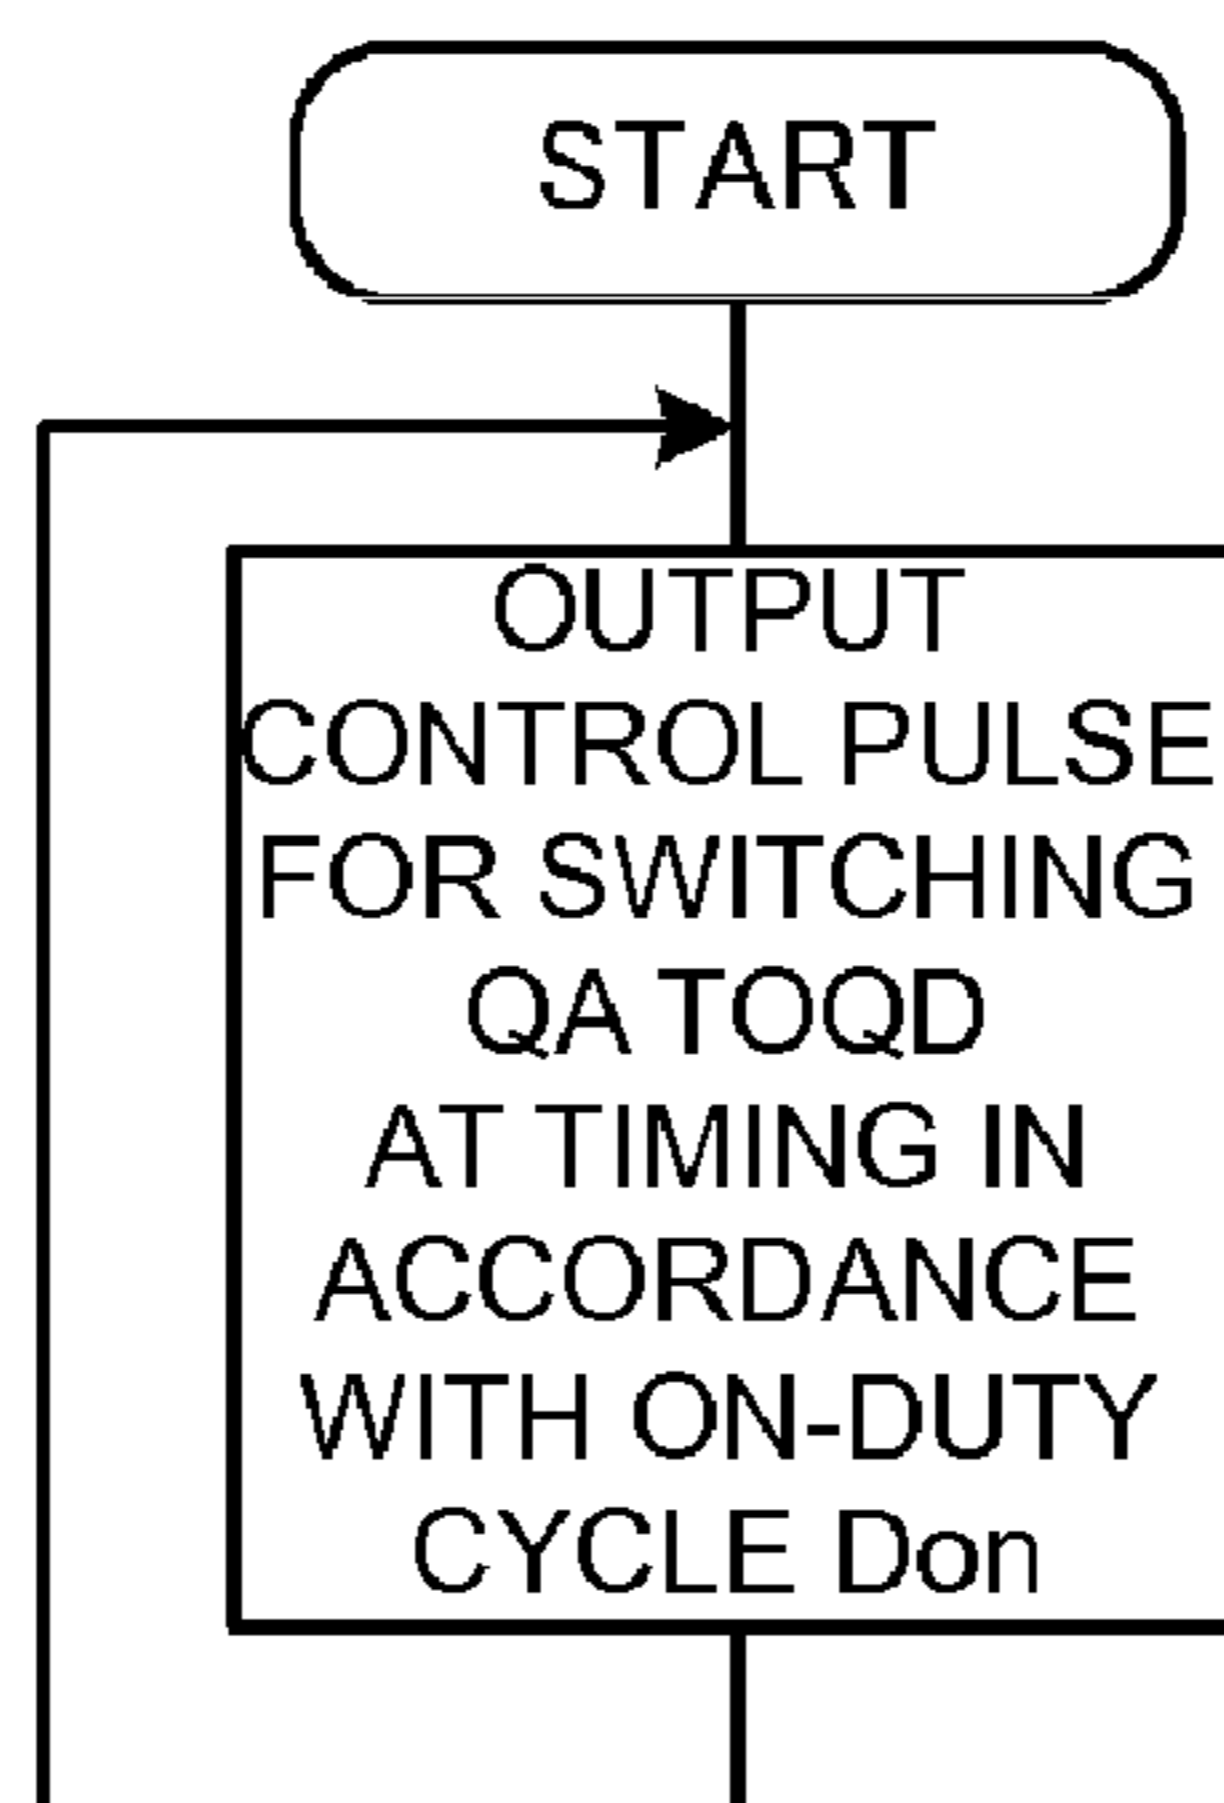 START
OUTPUT
CONTROL PULSE
FOR SWITCHING
QA TOQD
AT TIMING IN
ACCORDANCE
WITH ON-DUTY
CYCLE Don